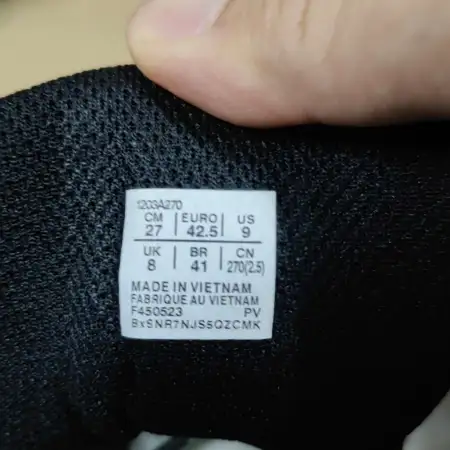 1203A270
CM | EURO | US
27 | 42.5 | 9
UK | BR | CN
8 | 41 | 270(2.5)
MADE IN VIETNAM
FABRIQUE AU VIETNAM
F450523 PV
BxSNR7NJS5QZCMK